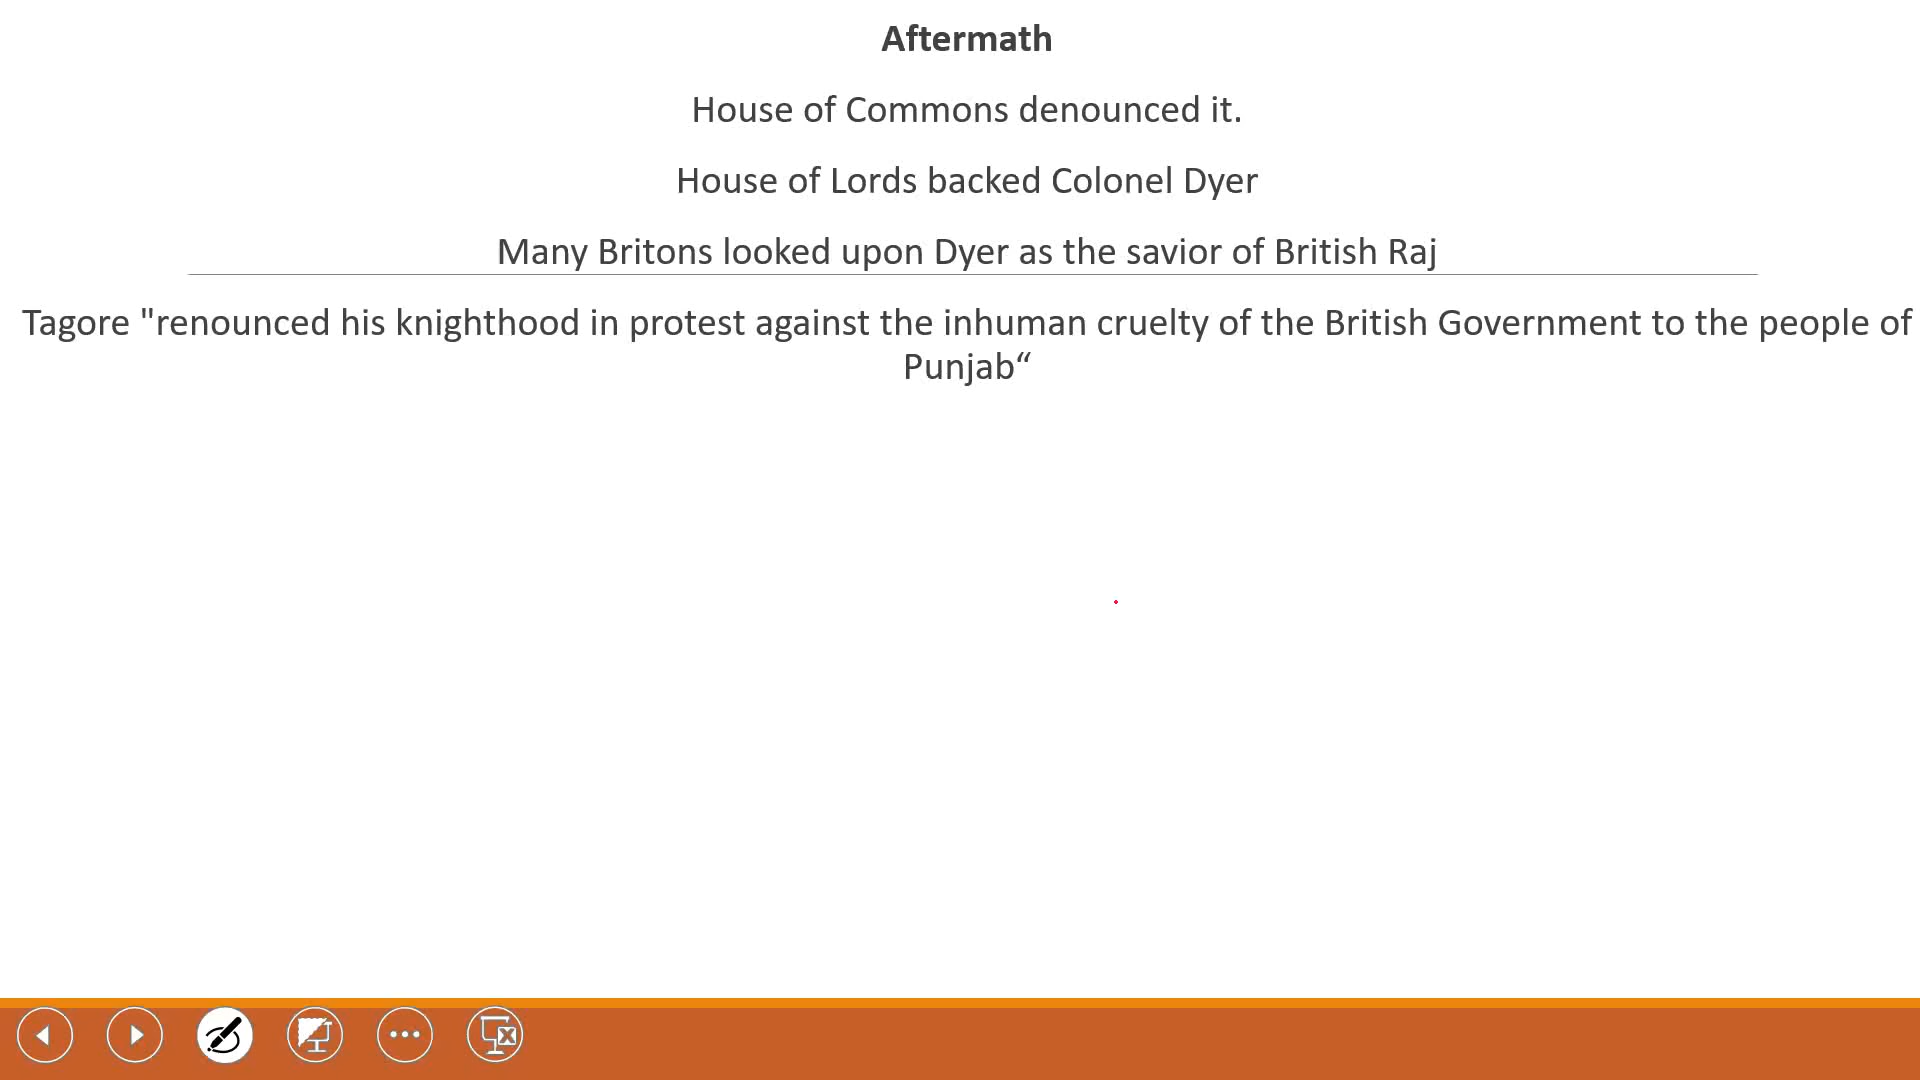 Aftermath
House of Commons denounced it.
House of Lords backed Colonel Dyer
Many Britons looked upon Dyer as the savior of British Raj
Tagore "renounced his knighthood in protest against the inhuman cruelty of the British Government to the people of
Punjab“